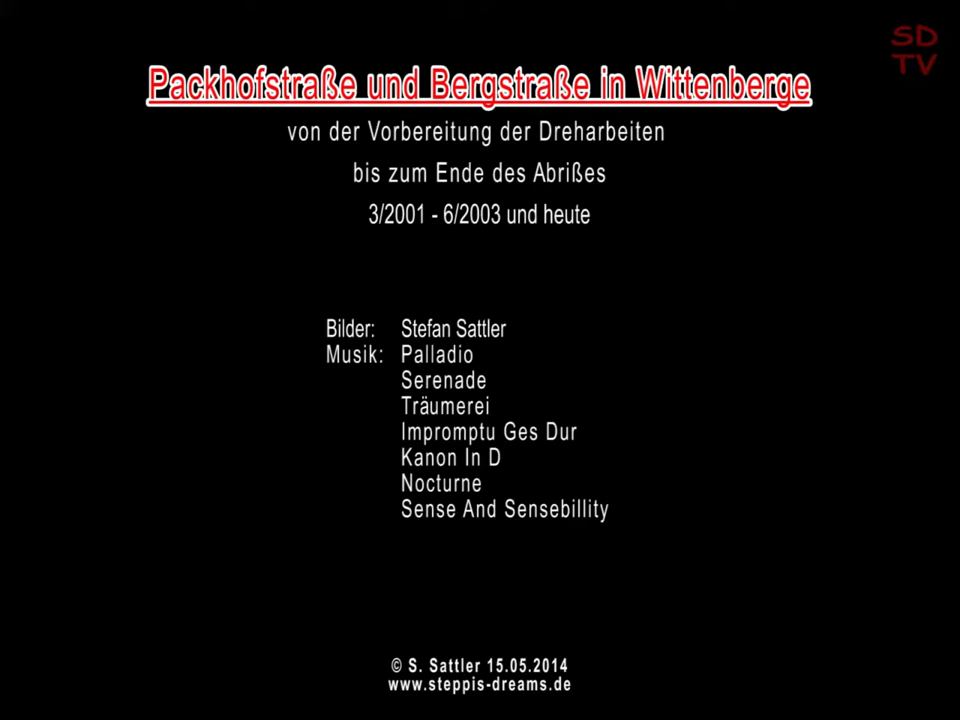 SD
TV
Packhofstraße und Bergstraße in Wittenberge
von der Vorbereitung der Dreharbeiten
bis zum Ende des Abrißes
3/2001 - 6/2003 und heute
Bilder: Stefan Sattler
Musik: Palladio
Serenade
Träumerei
Impromptu Ges Dur
Kanon In D
Nocturne
Sense And Sensebillity
© S. Sattler 15.05.2014
www.steppis-dreams.de